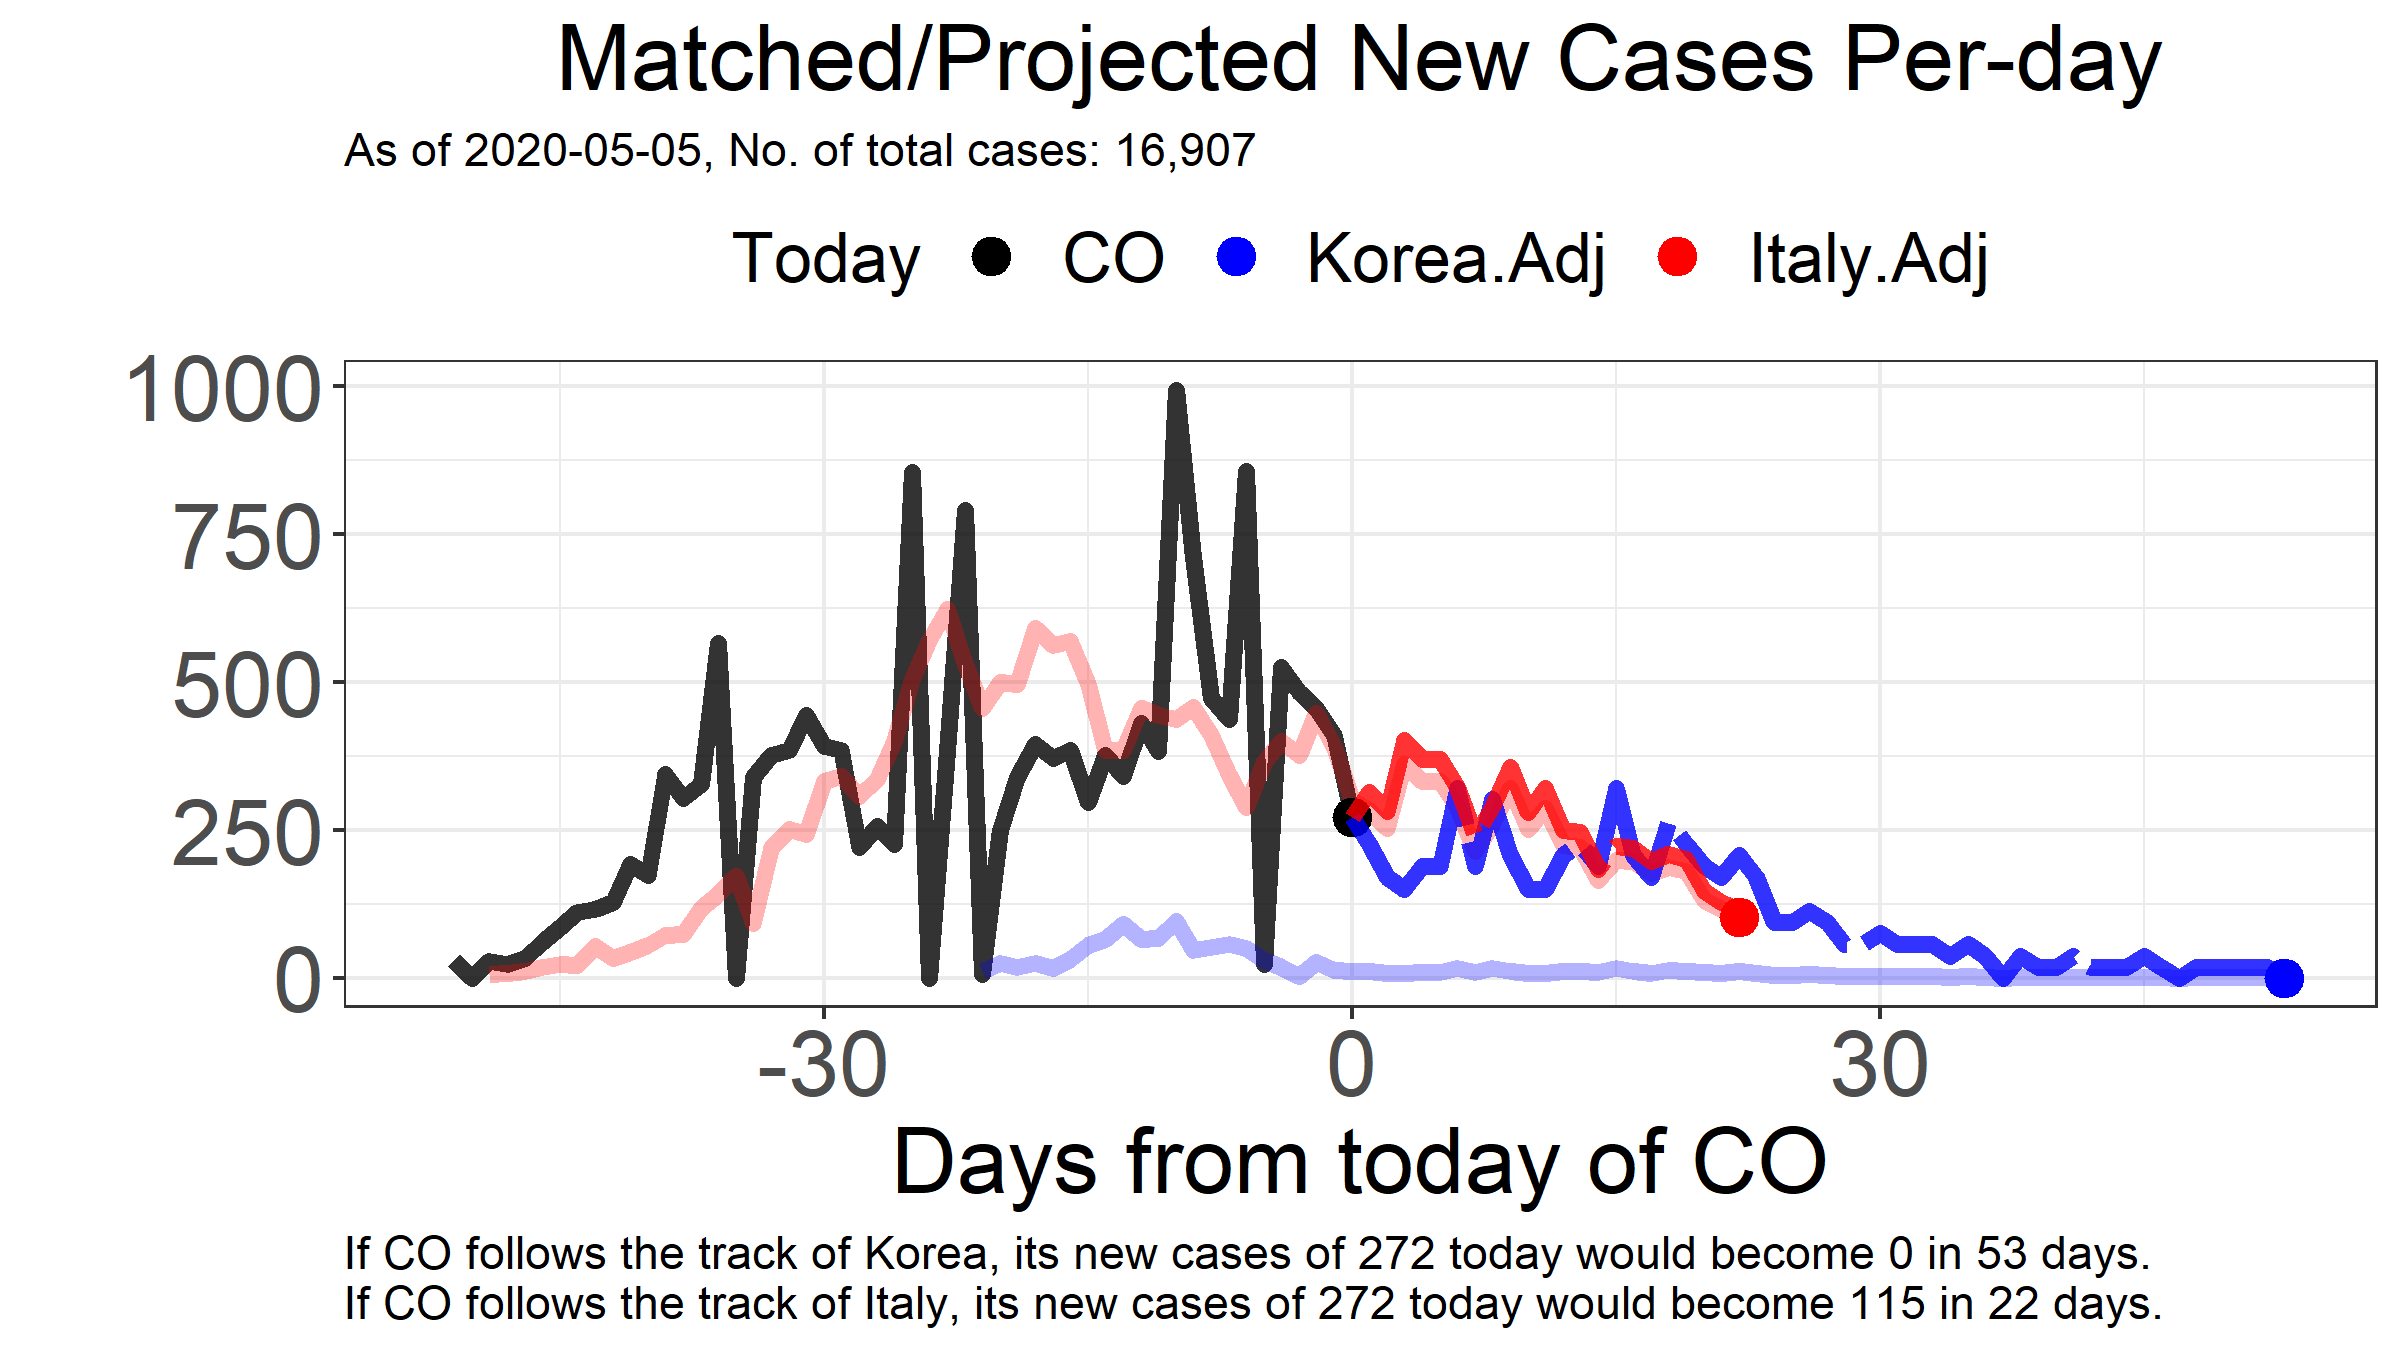 Matched/Projected New Cases Per-day
As of 2020-05-05, No. of total cases: 16,907
Today CO Korea.Adj Italy.Adj
1000
750
500
250
0
-30 0 30
Days from today of CO
If CO follows the track of Korea, its new cases of 272 today would become 0 in 53 days.
If CO follows the track of Italy, its new cases of 272 today would become 115 in 22 days.